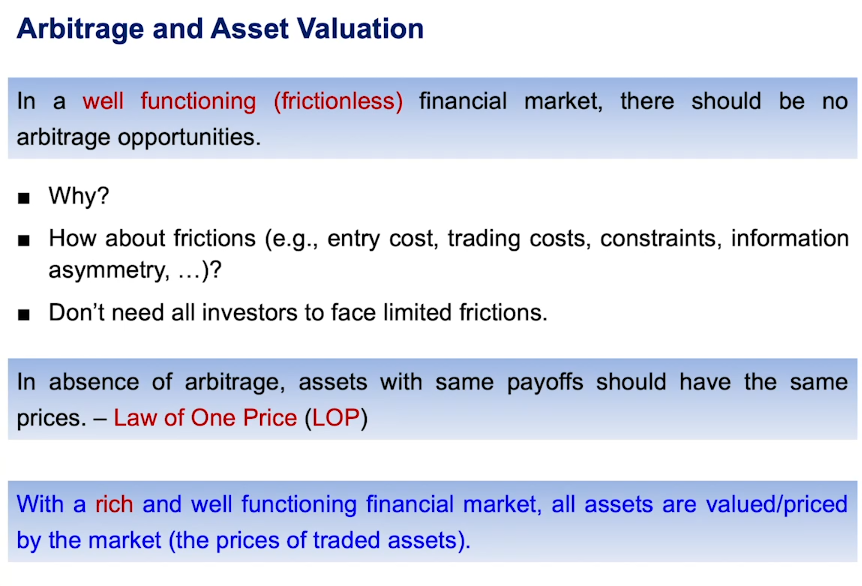 Arbitrage and Asset Valuation
In a well functioning (frictionless) financial market, there should be no
arbitrage opportunities.
■ Why?
■ How about frictions (e.g., entry cost, trading costs, constraints, information
asymmetry, …)?
■ Don’t need all investors to face limited frictions.
In absence of arbitrage, assets with same payoffs should have the same
prices. – Law of One Price (LOP)
With a rich and well functioning financial market, all assets are valued/priced
by the market (the prices of traded assets).